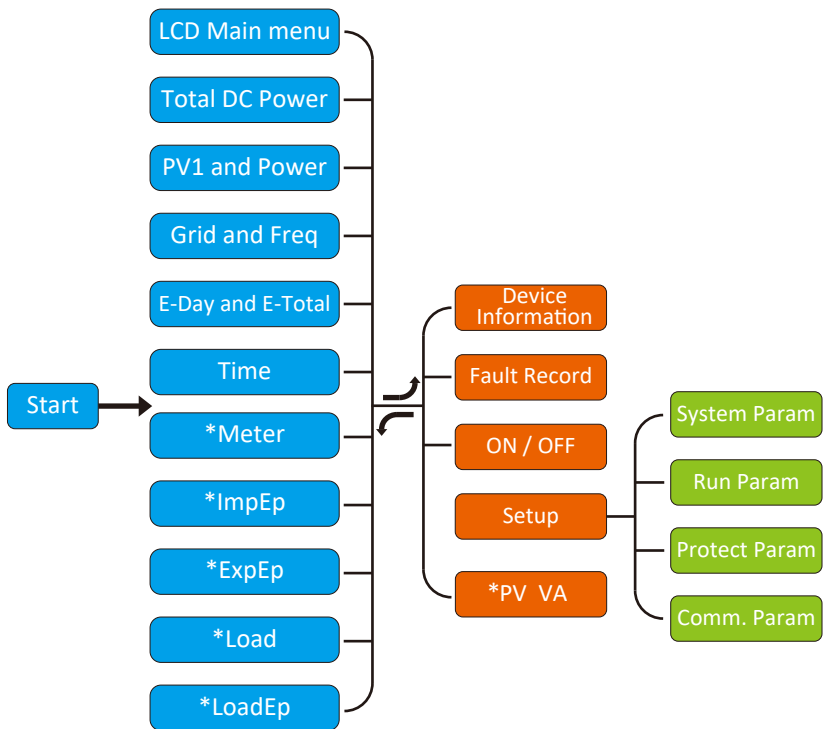 Start
LCD Main menu
Total DC Power
PV1 and Power
Grid and Freq
E-Day and E-Total
Time
*Meter
*ImpEp
*ExpEp
*Load
*LoadEp
Device
Information
Fault Record
ON / OFF
Setup
*PV VA
System Param
Run Param
Protect Param
Comm. Param